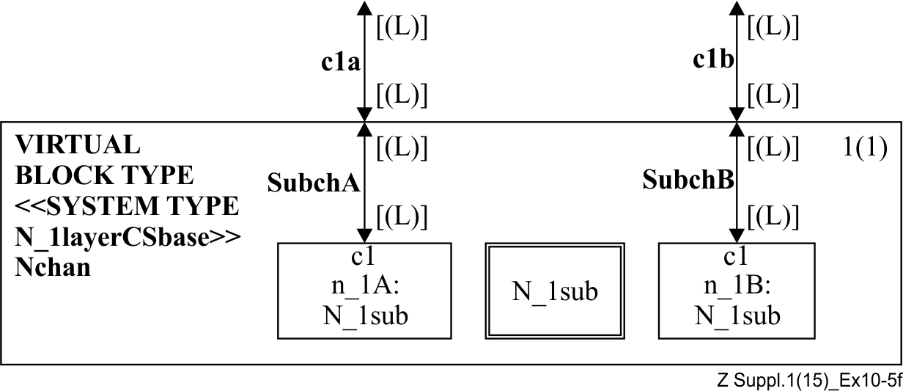 [(L)]
[(L)]
c1a
c1b
[(L)]
[(L)]
VIRTUAL
BLOCK TYPE
<<SYSTEM TYPE
N_1layerCSbase>>
Nchan
[(L)]
[(L)]
1(1)
SubchA
SubchB
[(L)]
[(L)]
c1
n_1A:
N_1sub
N_1sub
c1
n_1B:
N_1sub
Z Suppl.1(15)_Ex10-5f